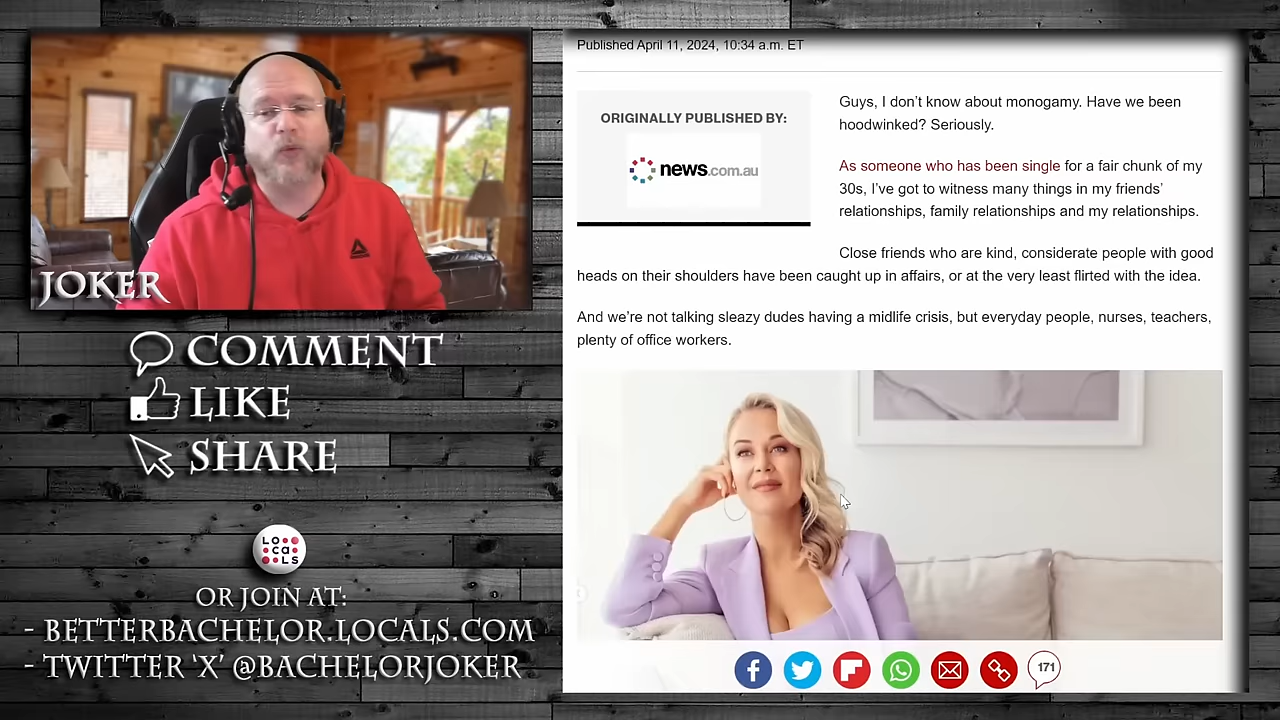 JOKER
COMMENT
LIKE
SHARE
LOCALS
OR JOIN AT:
- BETTERBACHELOR.LOCALS.COM
- TWITTER 'X' @BACHELORJOKER
Published April 11, 2024, 10:34 a.m. ET
ORIGINALLY PUBLISHED BY:
news.com.au
Guys, I don’t know about monogamy. Have we been
hoodwinked? Seriously.
As someone who has been single for a fair chunk of my
30s, I’ve got to witness many things in my friends’
relationships, family relationships and my relationships.
Close friends who are kind, considerate people with good
heads on their shoulders have been caught up in affairs, or at the very least flirted with the idea.
And we’re not talking sleazy dudes having a midlife crisis, but everyday people, nurses, teachers,
plenty of office workers.
171